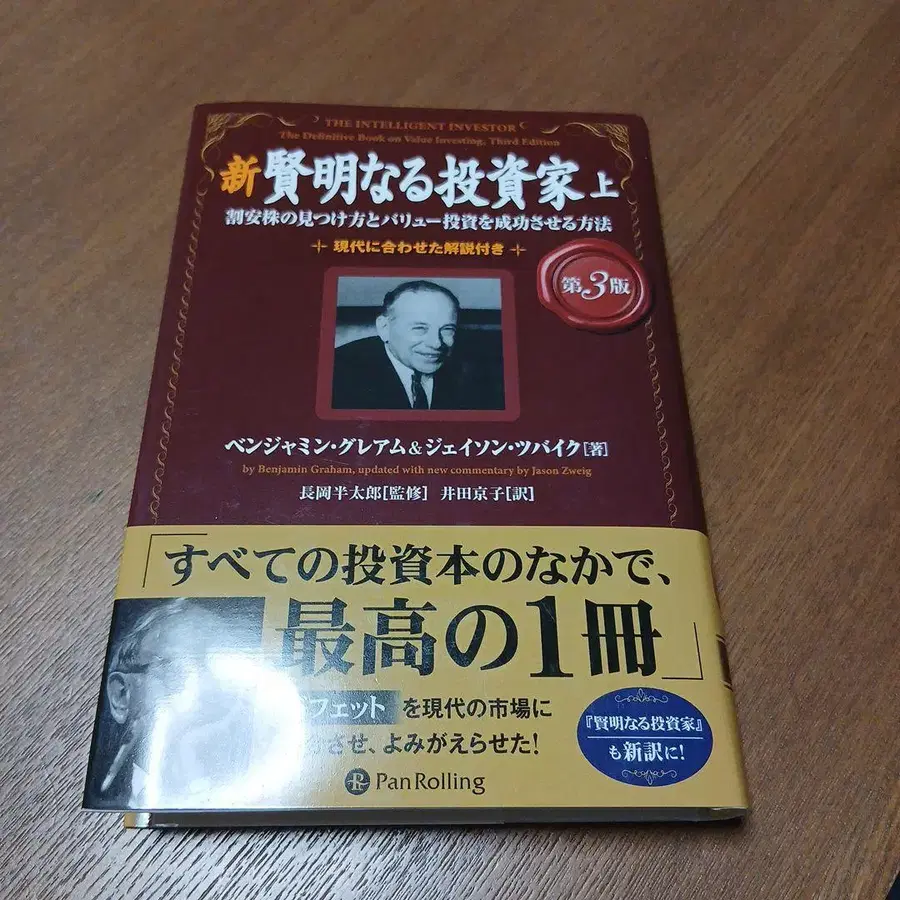 THE INTELLIGENT INVESTOR
The Definitive Book on Value Investing, Third Edition
新 賢明なる投資家 上
割安株の見つけ方とバリュー投資を成功させる方法
現代に合わせた解説付き
第3版
ベンジャミン・グレアム&ジェイソン・ツバイク[著]
by Benjamin Graham, updated with new commentary by Jason Zweig
長岡半太郎[監修] 井田京子[訳]
「すべての投資本のなかで、
最高の1冊」
フェット を現代の市場に
させ、よみがえらせた!
『賢明なる投資家』
も新訳に!
PanRolling